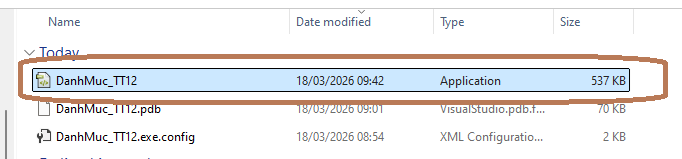 Name Date modified Type Size
Today
DanhMuc_TT12 18/03/2026 09:42 Application 537 KB
DanhMuc_TT12.pdb 18/03/2026 09:01 VisualStudio.pdb.f... 70 KB
DanhMuc_TT12.exe.config 18/03/2026 08:54 XML Configuratio... 2 KB